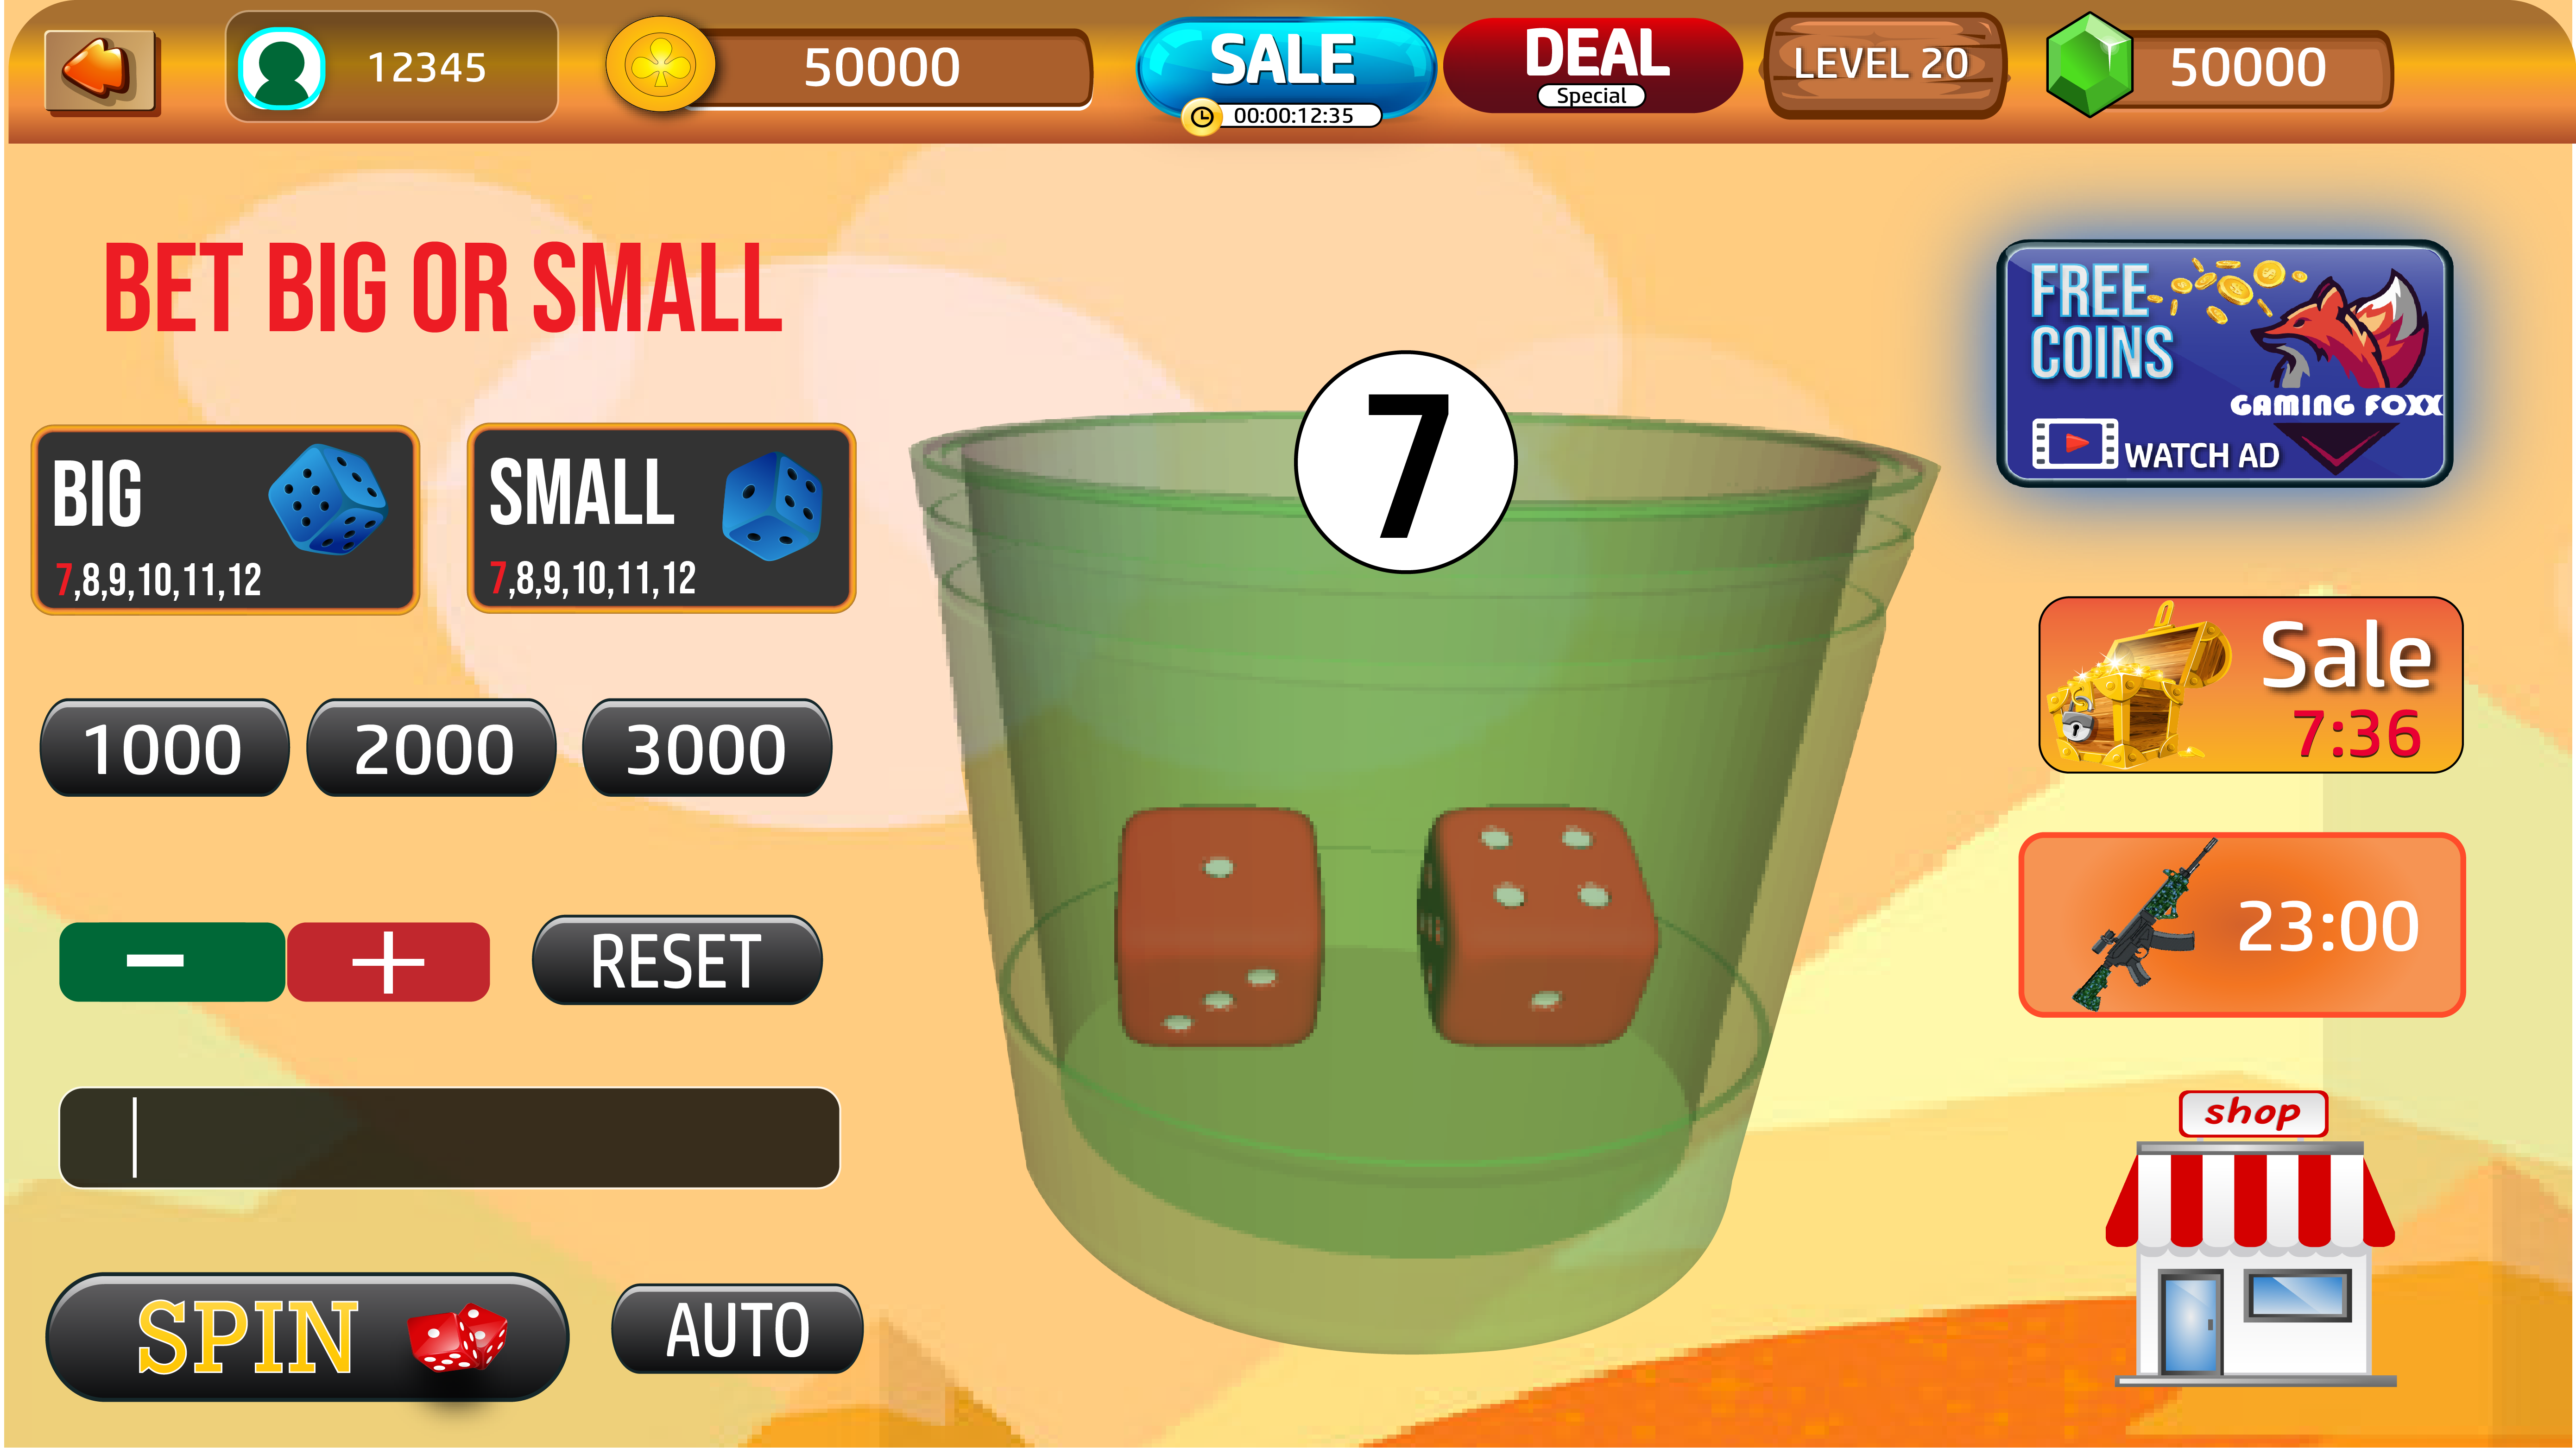 12345
50000
SALE
00:00:12:35
DEAL
Special
LEVEL 20
50000
BET BIG OR SMALL
BIG
7,8,9,10,11,12
SMALL
7,8,9,10,11,12
1000
2000
3000
RESET
SPIN
AUTO
7
FREE
COINS
GAMING FOXX
WATCH AD
Sale
7:36
23:00
shop